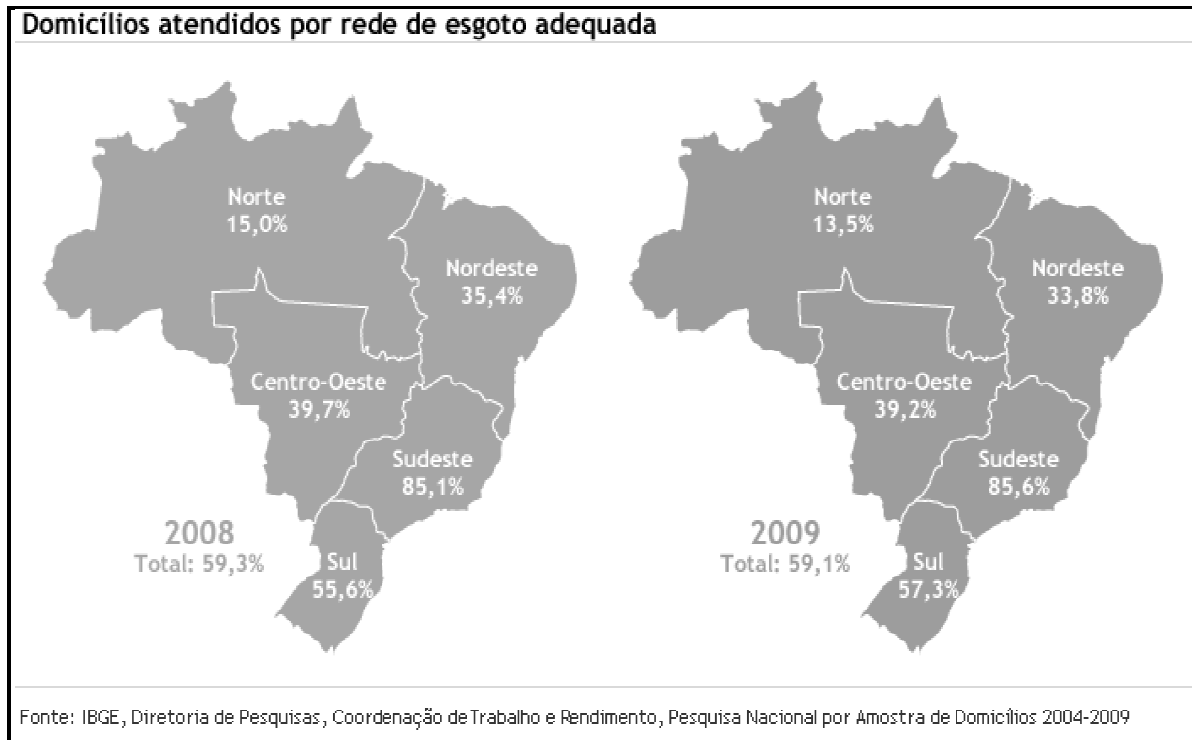 Domicílios atendidos por rede de esgoto adequada
Norte
15,0%
Nordeste
35,4%
Centro-Oeste
39,7%
Sudeste
85,1%
2008
Total: 59,3%
Sul
55,6%
Norte
13,5%
Nordeste
33,8%
Centro-Oeste
39,2%
Sudeste
85,6%
2009
Total: 59,1%
Sul
57,3%
Fonte: IBGE, Diretoria de Pesquisas, Coordenação de Trabalho e Rendimento, Pesquisa Nacional por Amostra de Domicílios 2004-2009